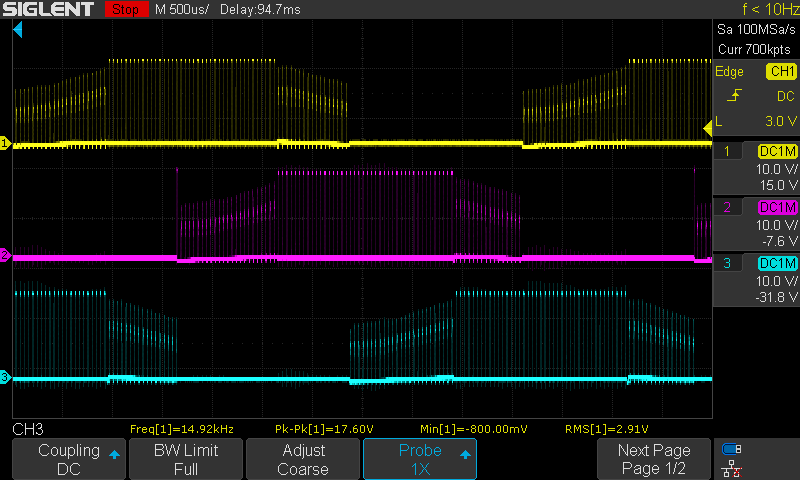 SIGLENT Stop M 500us/ Delay:94.7ms f < 10Hz
Sa 100MSa/s
Curr 700kpts
Edge CH1
DC
L 3.0 V
1 DC1M
10.0 V/
15.0 V
2 DC1M
10.0 V/
-7.6 V
3 DC1M
10.0 V/
-31.8 V
1
2
3
CH3 Freq[1]=14.92kHz Pk-Pk[1]=17.60V Min[1]=-800.00mV RMS[1]=2.91V
Coupling BW Limit Adjust Probe Next Page
DC Full Coarse 1X Page 1/2